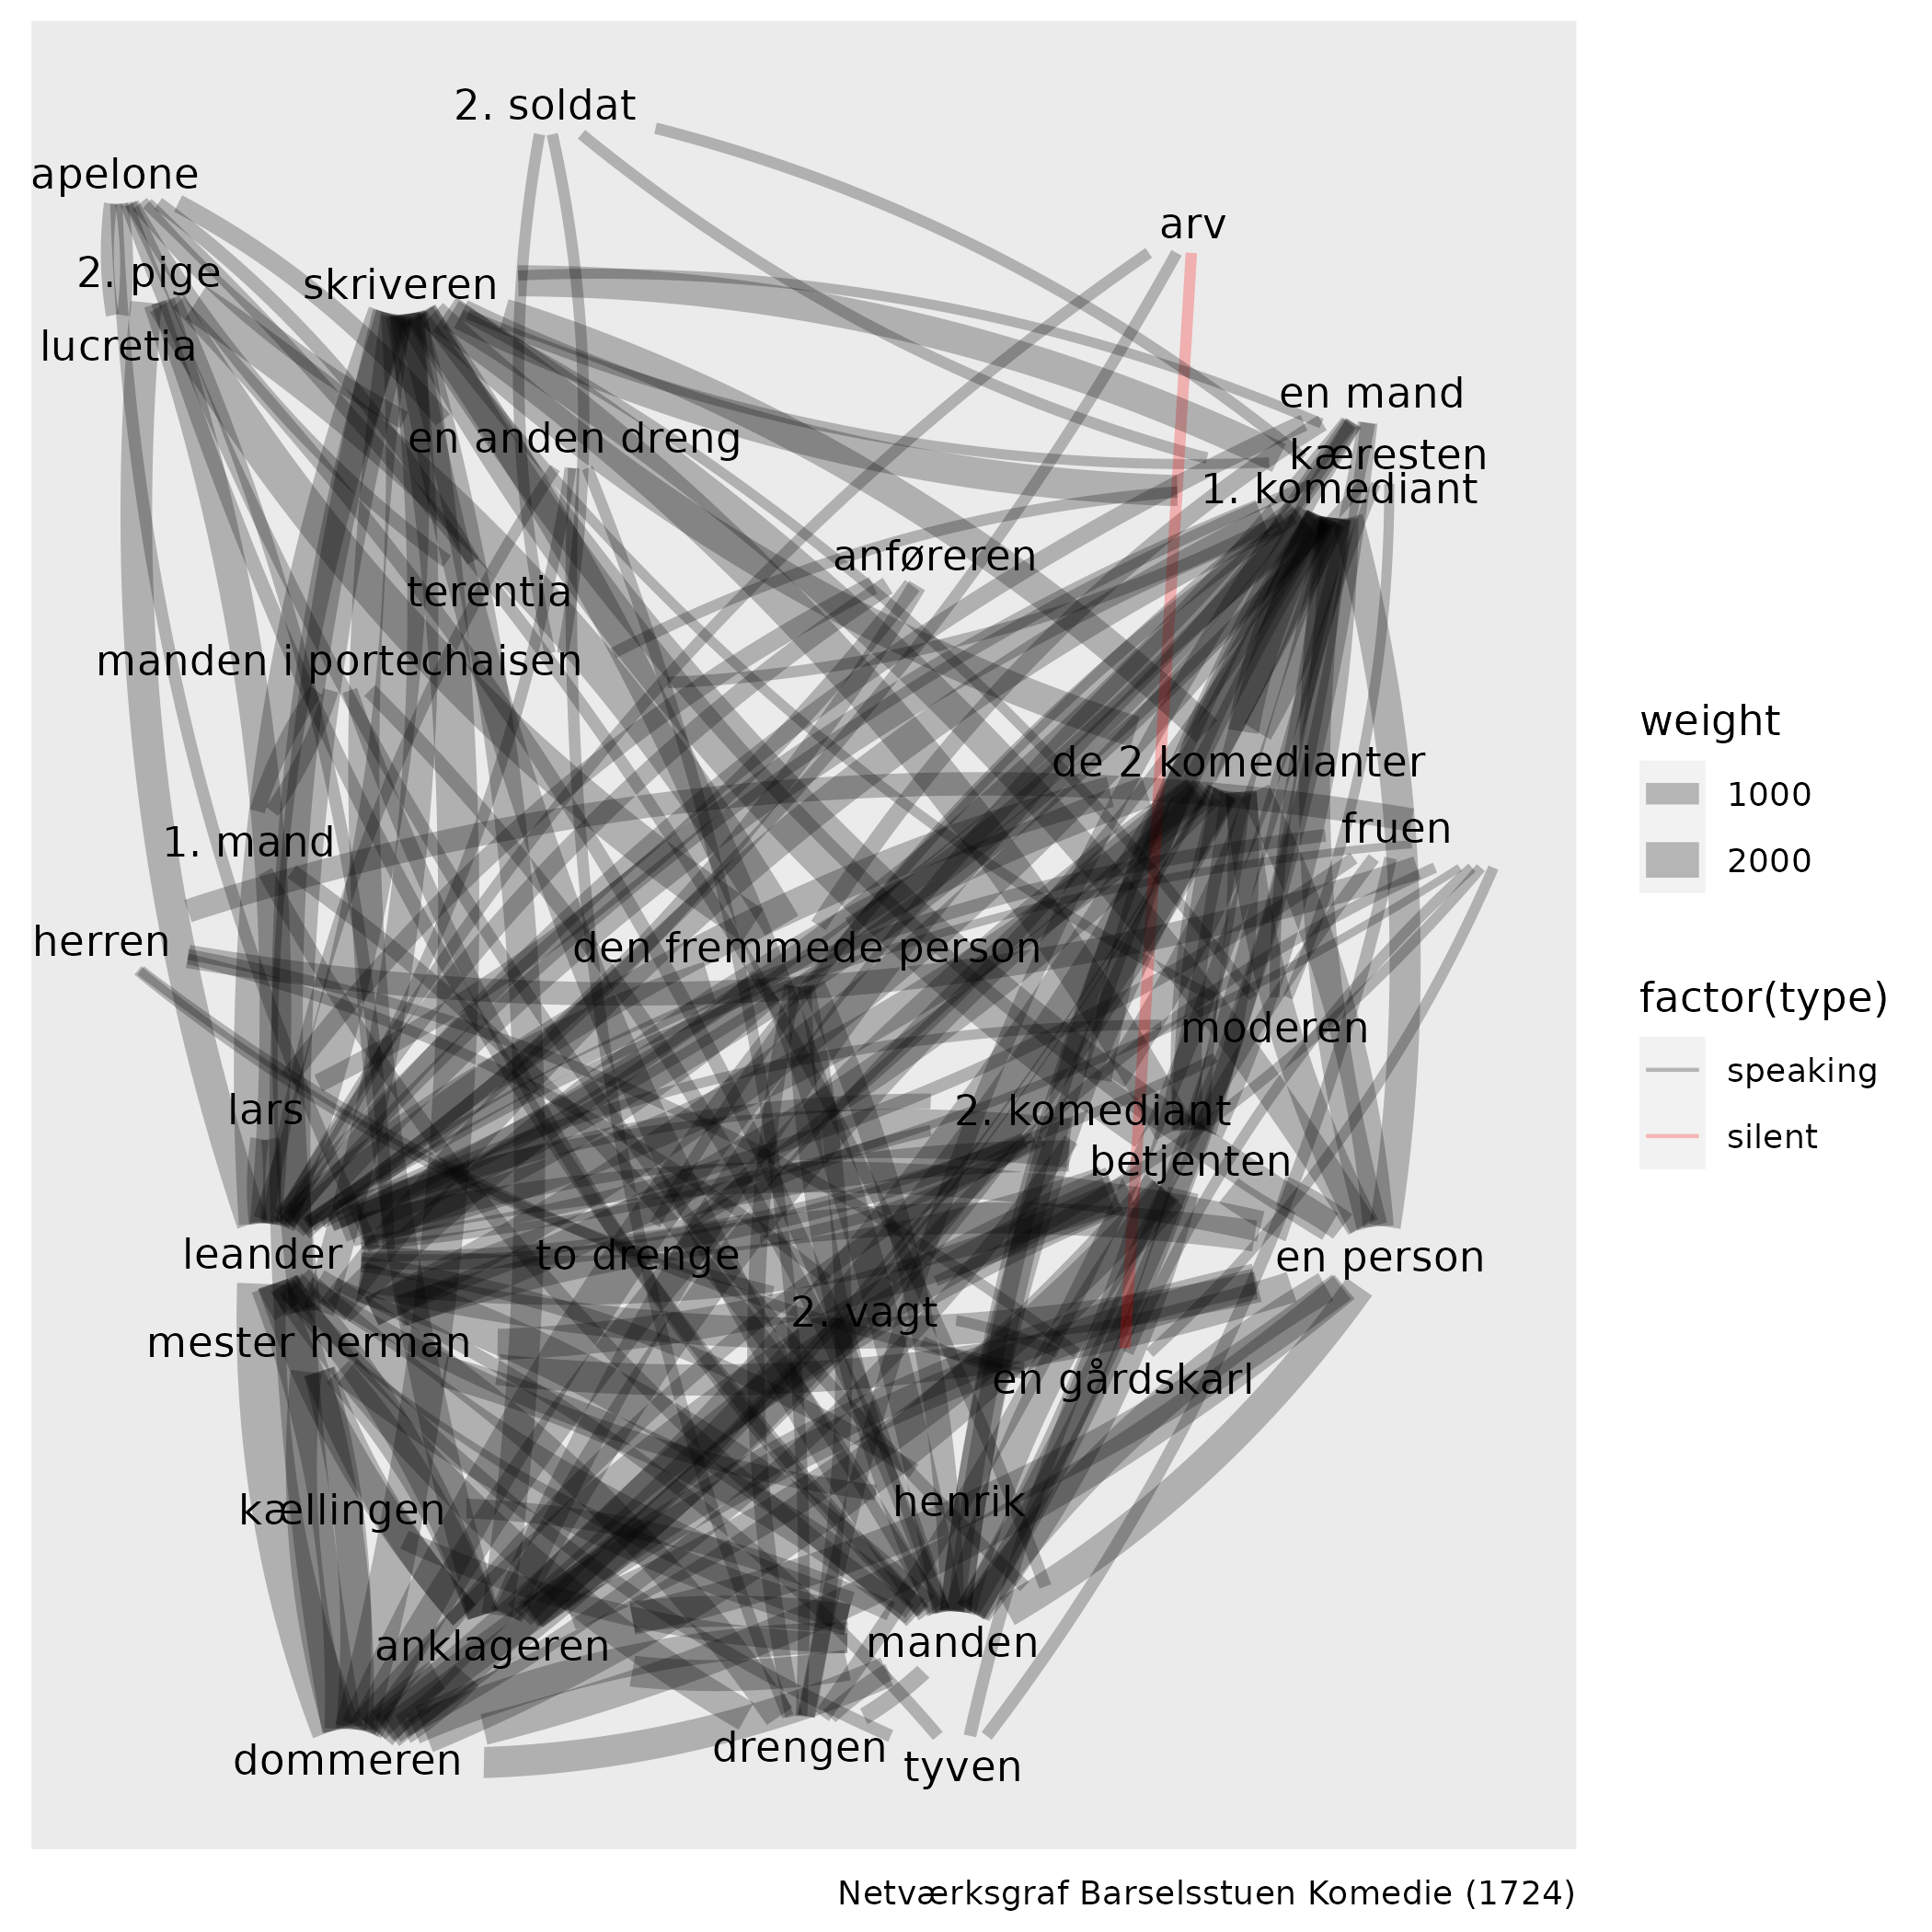 2. soldat
apelone
arv
2. pige
skriveren
lucretia
en mand
en anden dreng
kæresten
1. komediant
anføreren
terentia
manden i portechaisen
de 2 komedianter
fruen
1. mand
herren
den fremmede person
moderen
lars
2. komediant
betjenten
leander
to drenge
en person
2. vagt
mester herman
en gårdskarl
kællingen
henrik
anklageren
manden
dommeren
drengen
tyven
weight
1000
2000
factor(type)
speaking
silent
Netværksgraf Barselsstuen Komedie (1724)